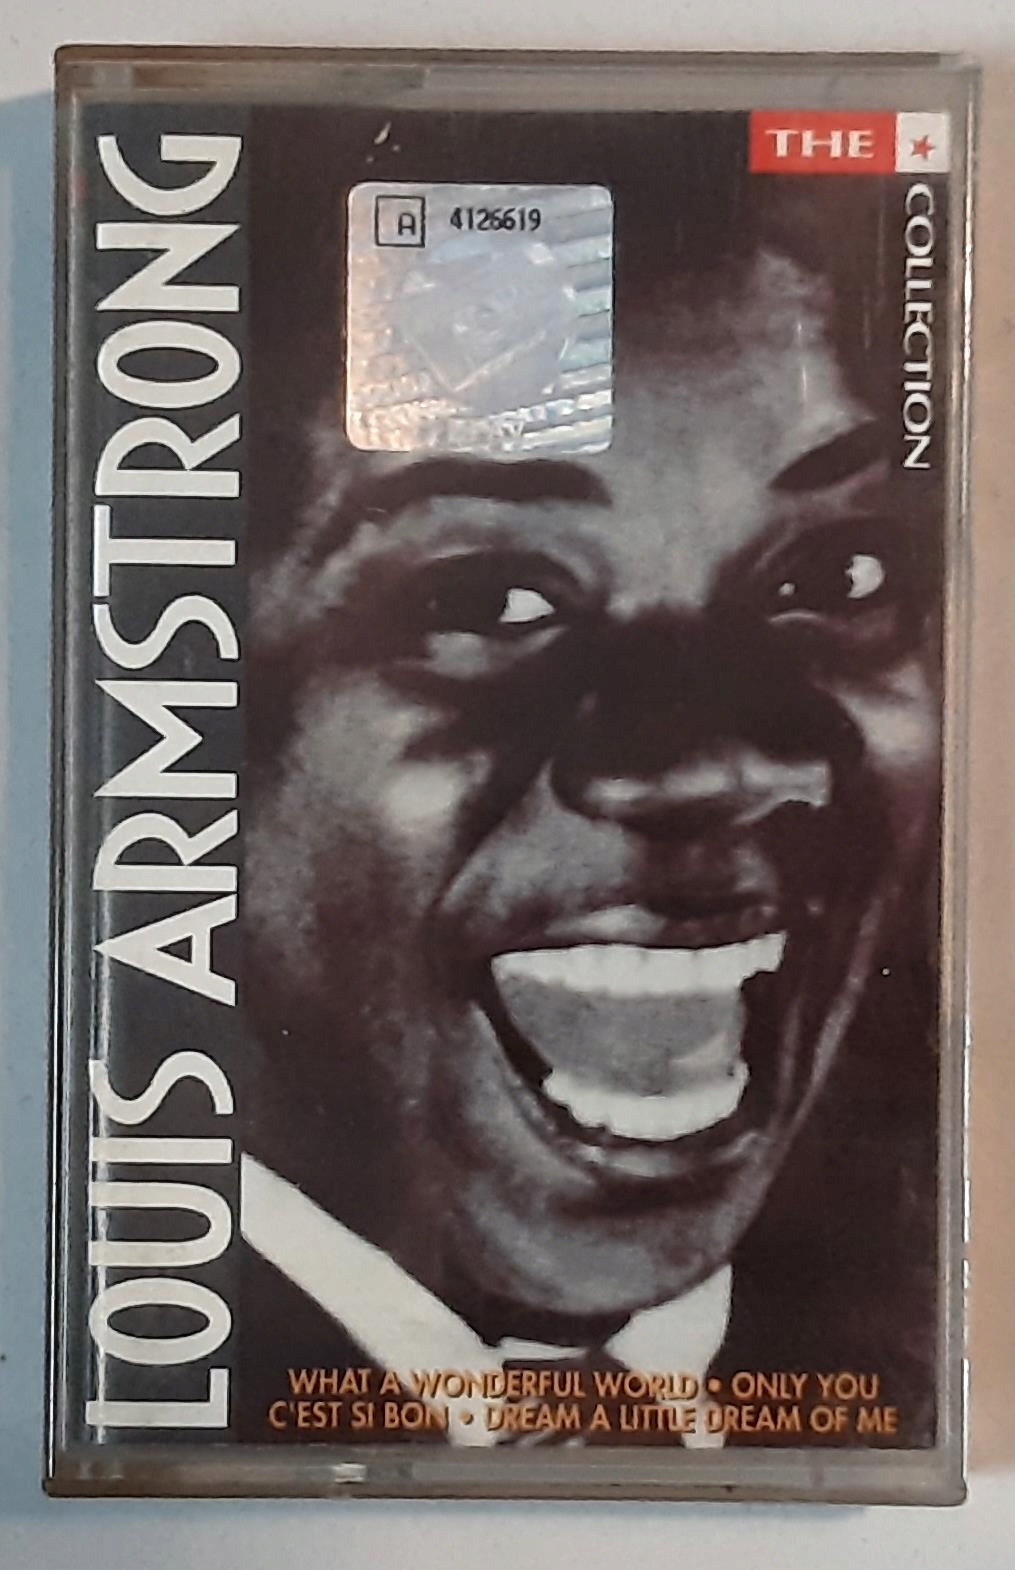 LOUIS ARMSTRONG
THE
COLLECTION
A 4126619
WHAT A WONDERFUL WORLD • ONLY YOU
C'EST SI BON • DREAM A LITTLE DREAM OF ME